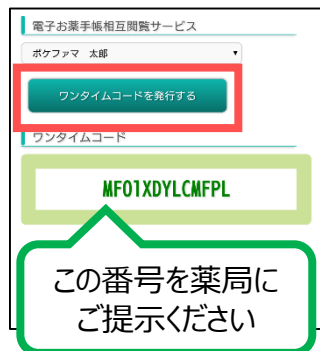 電子お薬手帳相互閲覧サービス
ポケファマ 太郎
ワンタイムコードを発行する
ワンタイムコード
MF01XDYLCMFPL
この番号を薬局に
ご提示ください